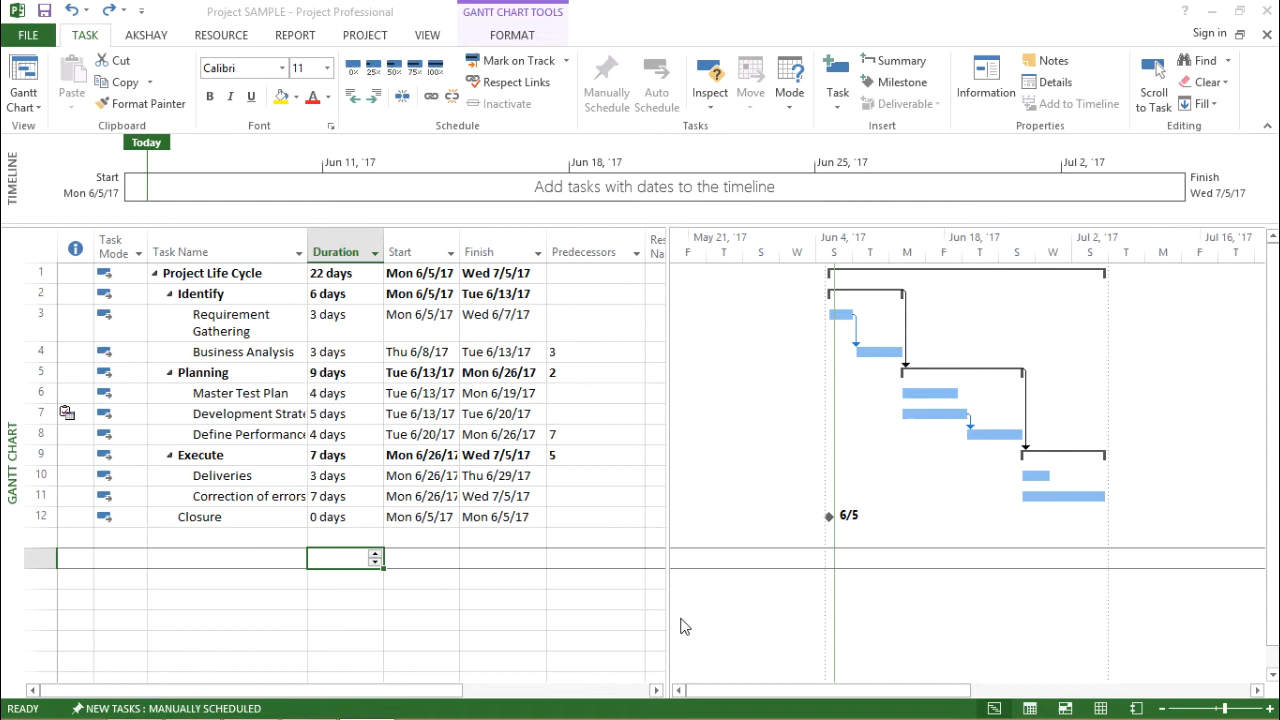 Project SAMPLE - Project Professional
GANTT CHART TOOLS
FILE TASK AKSHAY RESOURCE REPORT PROJECT VIEW FORMAT Sign in
Gantt Chart
View
Paste
Cut
Copy
Format Painter
Clipboard
Calibri 11
B I U A
Font
0% 25% 50% 75% 100%
Mark on Track
Respect Links
Inactivate
Schedule
Manually Schedule
Auto Schedule
Inspect
Move
Mode
Tasks
Task
Summary
Milestone
Deliverable
Insert
Information
Notes
Details
Add to Timeline
Properties
Scroll to Task
Find
Clear
Fill
Editing
TIMELINE
Today
Jun 11, '17 Jun 18, '17 Jun 25, '17 Jul 2, '17
Start
Mon 6/5/17
Add tasks with dates to the timeline
Finish
Wed 7/5/17
GANTT CHART
Task Mode Task Name Duration Start Finish Predecessors Res Na
May 21, '17 Jun 4, '17 Jun 18, '17 Jul 2, '17 Jul 16, '17
F T S W S T M F T S W S T M F T
1 Project Life Cycle 22 days Mon 6/5/17 Wed 7/5/17
2 Identify 6 days Mon 6/5/17 Tue 6/13/17
3 Requirement Gathering 3 days Mon 6/5/17 Wed 6/7/17
4 Business Analysis 3 days Thu 6/8/17 Tue 6/13/17 3
5 Planning 9 days Tue 6/13/17 Mon 6/26/17 2
6 Master Test Plan 4 days Tue 6/13/17 Mon 6/19/17
7 Development Strate 5 days Tue 6/13/17 Tue 6/20/17
8 Define Performance 4 days Tue 6/20/17 Mon 6/26/17 7
9 Execute 7 days Mon 6/26/17 Wed 7/5/17 5
10 Deliveries 3 days Mon 6/26/17 Thu 6/29/17
11 Correction of errors 7 days Mon 6/26/17 Wed 7/5/17
12 Closure 0 days Mon 6/5/17 Mon 6/5/17
6/5
READY NEW TASKS : MANUALLY SCHEDULED